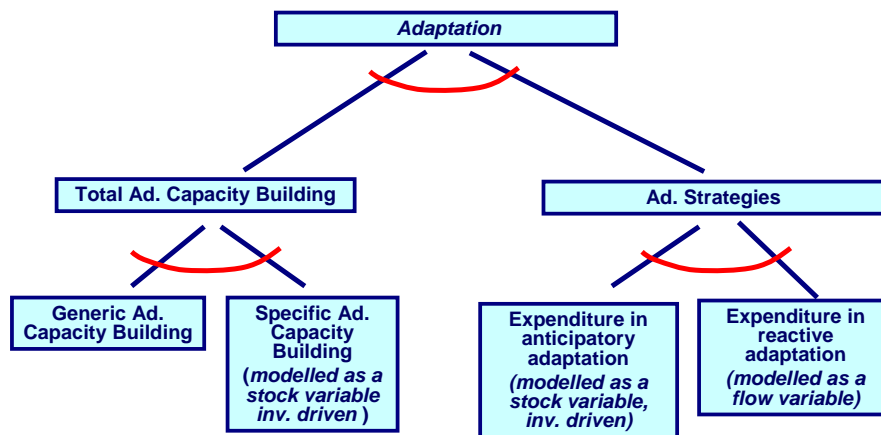 Adaptation
Total Ad. Capacity Building
Ad. Strategies
Generic Ad.
Capacity Building
Specific Ad.
Capacity
Building
(modelled as a
stock variable
inv. driven )
Expenditure in
anticipatory
adaptation
(modelled as a
stock variable,
inv. driven)
Expenditure in
reactive
adaptation
(modelled as a
flow variable)